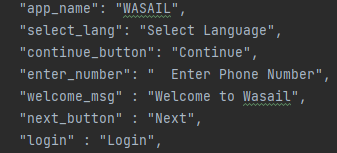 "app_name": "WASAIL",
"select_lang": "Select Language",
"continue_button": "Continue",
"enter_number": "  Enter Phone Number",
"welcome_msg" : "Welcome to Wasail",
"next_button" : "Next",
"login" : "Login",